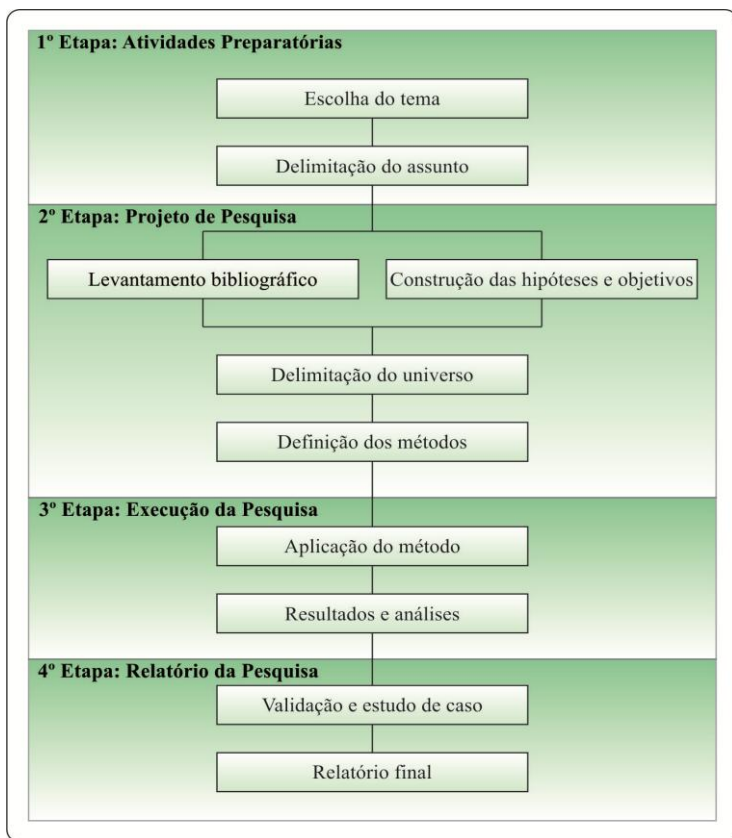 1º Etapa: Atividades Preparatórias
Escolha do tema
Delimitação do assunto
2º Etapa: Projeto de Pesquisa
Levantamento bibliográfico
Construção das hipóteses e objetivos
Delimitação do universo
Definição dos métodos
3º Etapa: Execução da Pesquisa
Aplicação do método
Resultados e análises
4º Etapa: Relatório da Pesquisa
Validação e estudo de caso
Relatório final